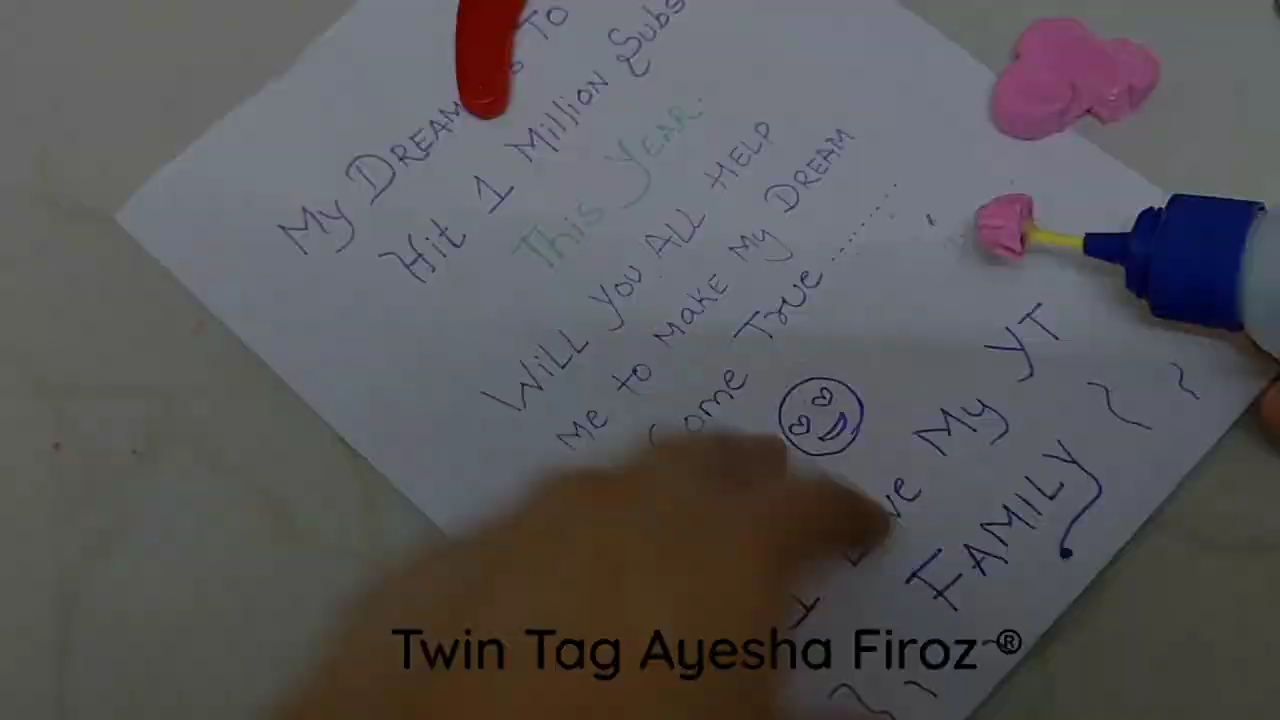 My DREAM To
Hit 1 Million Subs
This YEAR.
Will you All HELP
Me to MAKE My DREAM
Come True ..........
My YT
FAMILY
Twin Tag Ayesha Firoz ~®